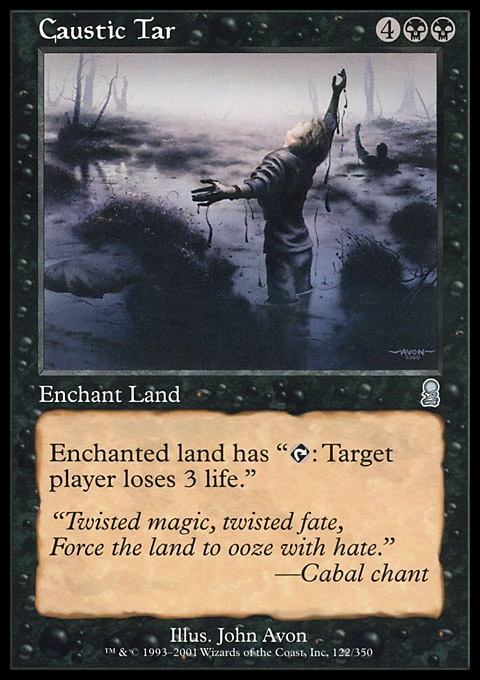 Caustic Tar 4
AVON
2000
Enchant Land
Enchanted land has “: Target
player loses 3 life.”
“Twisted magic, twisted fate,
Force the land to ooze with hate.”
—Cabal chant
Illus. John Avon
™ & © 1993–2001 Wizards of the Coast, Inc. 122/350